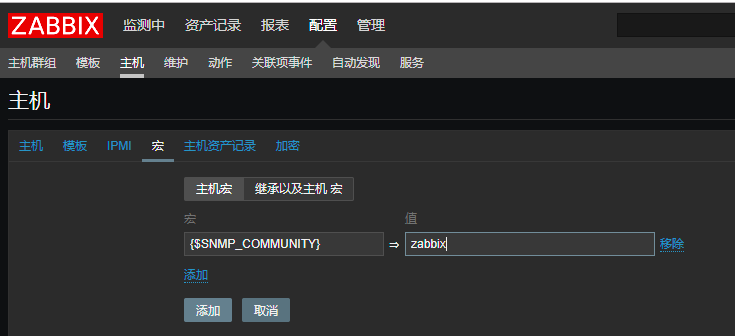 ZABBIX 监测中 资产记录 报表 配置 管理
主机群组 模板 主机 维护 动作 关联项事件 自动发现 服务
主机
主机 模板 IPMI 宏 主机资产记录 加密
主机宏 继承以及主机 宏
宏 值
{$SNMP_COMMUNITY} ⇒ zabbix 移除
添加
添加 取消